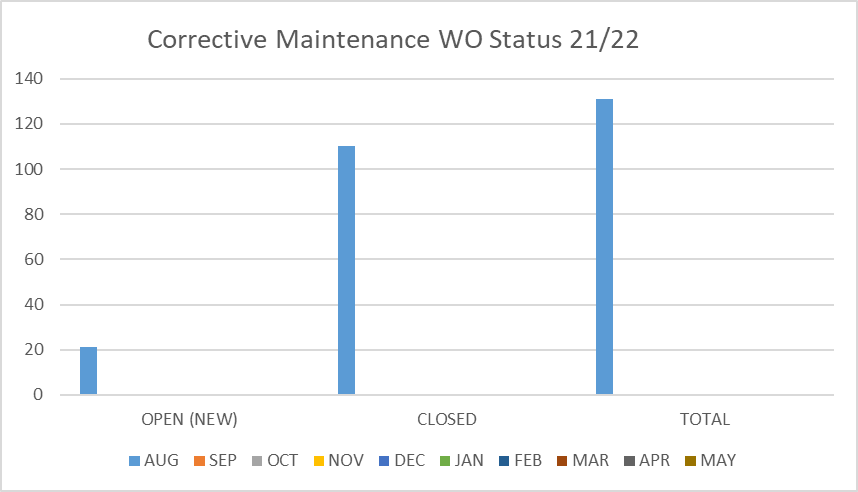 Corrective Maintenance WO Status 21/22
140
120
100
80
60
40
20
0
OPEN (NEW) CLOSED TOTAL
AUG SEP OCT NOV DEC JAN FEB MAR APR MAY